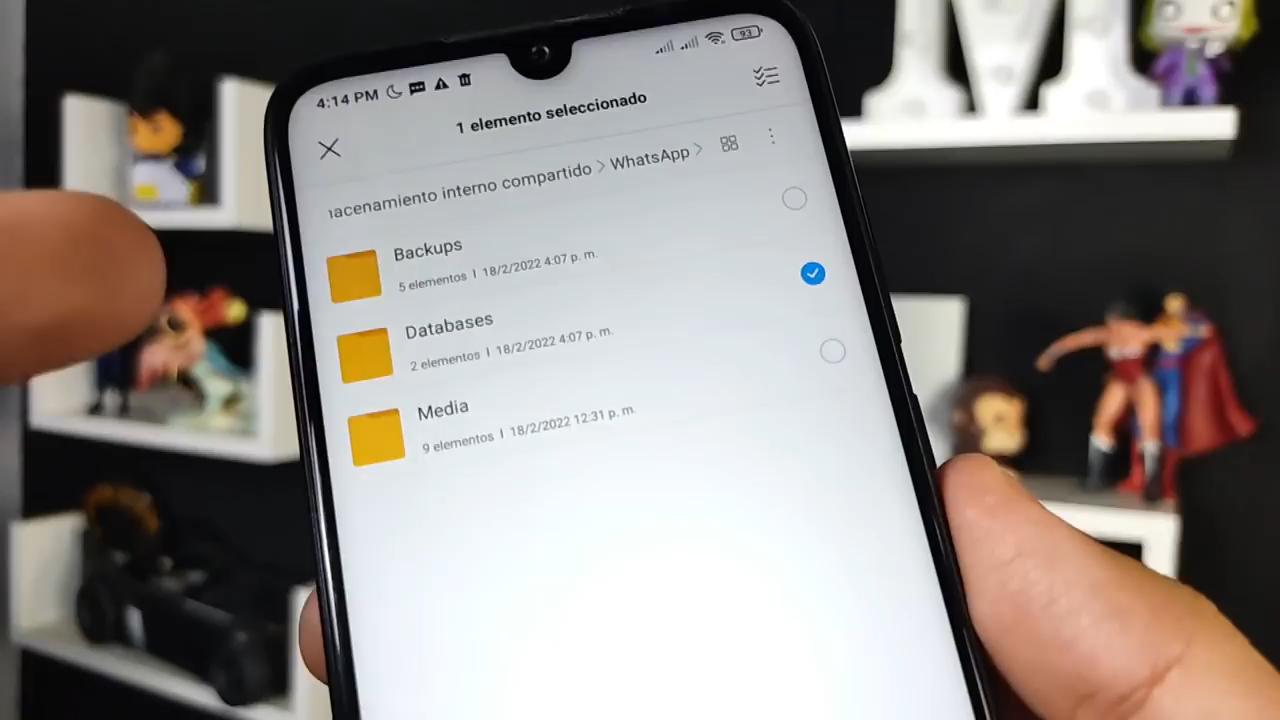 4:14 PM 93
1 elemento seleccionado
nacenamiento interno compartido > WhatsApp >
Backups
5 elementos | 18/2/2022 4:07 p. m.
Databases
2 elementos | 18/2/2022 4:07 p. m.
Media
9 elementos | 18/2/2022 12:31 p. m.
M